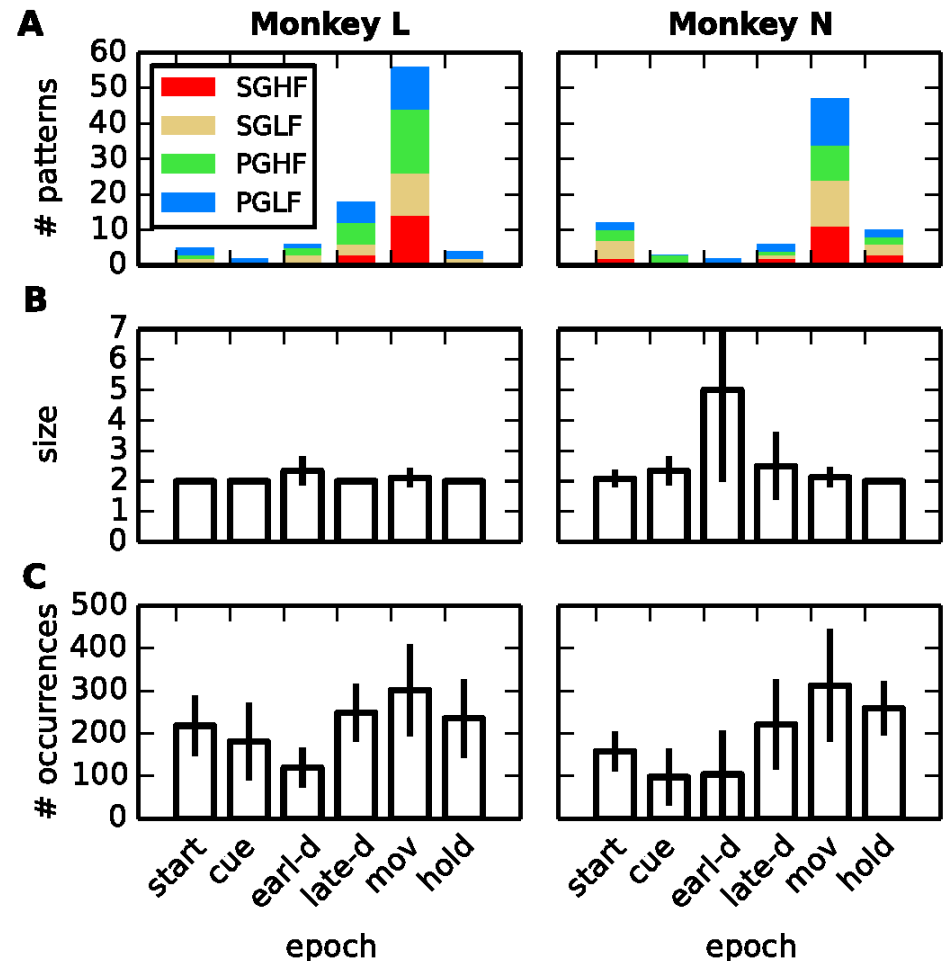 A
Monkey L
Monkey N
# patterns
60
50
40
30
20
10
0
SGHF
SGLF
PGHF
PGLF
B
size
7
6
5
4
3
2
1
0
C
# occurrences
500
400
300
200
100
0
start cue earl-d late-d mov hold
start cue earl-d late-d mov hold
epoch
epoch